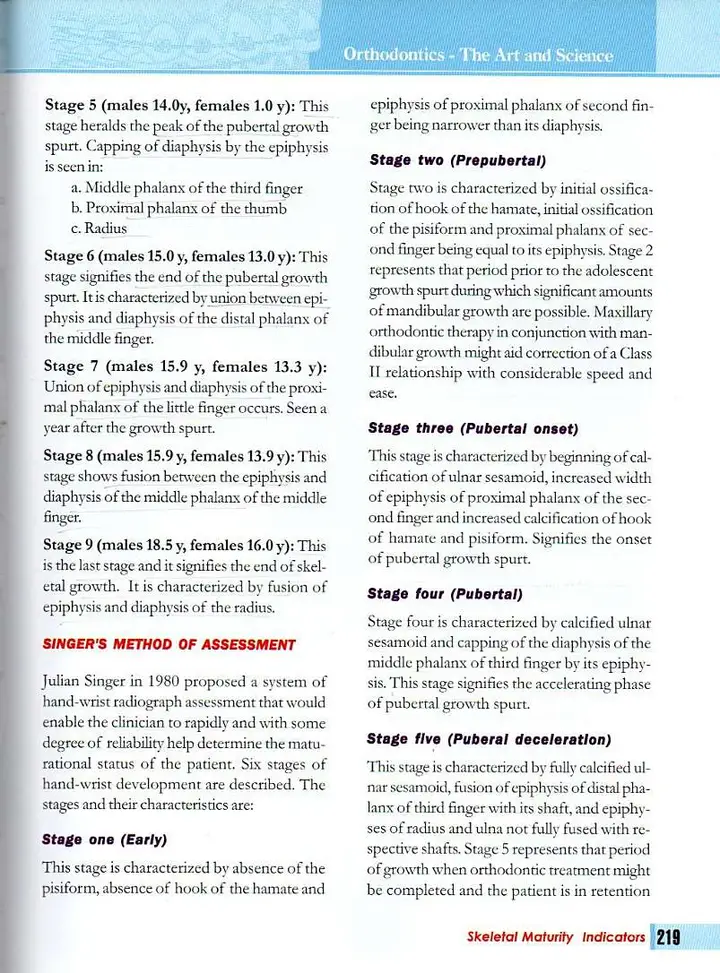 Orthodontics - The Art and Science
Stage 5 (males 14.0y, females 1.0 y): This
stage heralds the peak of the pubertal growth
spurt. Capping of diaphysis by the epiphysis
is seen in:
a. Middle phalanx of the third finger
b. Proximal phalanx of the thumb
c. Radius
Stage 6 (males 15.0 y, females 13.0 y): This
stage signifies the end of the pubertal growth
spurt. It is characterized by union between epi-
physis and diaphysis of the distal phalanx of
the middle finger.
Stage 7 (males 15.9 y, females 13.3 y):
Union of epiphysis and diaphysis of the proxi-
mal phalanx of the little finger occurs. Seen a
year after the growth spurt.
Stage 8 (males 15.9 y, females 13.9 y): This
stage shows fusion between the epiphysis and
diaphysis of the middle phalanx of the middle
finger.
Stage 9 (males 18.5 y, females 16.0 y): This
is the last stage and it signifies the end of skel-
etal growth. It is characterized by fusion of
epiphysis and diaphysis of the radius.
SINGER'S METHOD OF ASSESSMENT
Julian Singer in 1980 proposed a system of
hand-wrist radiograph assessment that would
enable the clinician to rapidly and with some
degree of reliability help determine the matu-
rational status of the patient. Six stages of
hand-wrist development are described. The
stages and their characteristics are:
Stage one (Early)
This stage is characterized by absence of the
pisiform, absence of hook of the hamate and
epiphysis of proximal phalanx of second fin-
ger being narrower than its diaphysis.
Stage two (Prepubertal)
Stage two is characterized by initial ossifica-
tion of hook of the hamate, initial ossification
of the pisiform and proximal phalanx of sec-
ond finger being equal to its epiphysis. Stage 2
represents that period prior to the adolescent
growth spurt during which significant amounts
of mandibular growth are possible. Maxillary
orthodontic therapy in conjunction with man-
dibular growth might aid correction of a Class
II relationship with considerable speed and
ease.
Stage three (Pubertal onset)
This stage is characterized by beginning of cal-
cification of ulnar sesamoid, increased width
of epiphysis of proximal phalanx of the sec-
ond finger and increased calcification of hook
of hamate and pisiform. Signifies the onset
of pubertal growth spurt.
Stage four (Pubertal)
Stage four is characterized by calcified ulnar
sesamoid and capping of the diaphysis of the
middle phalanx of third finger by its epiphy-
sis. This stage signifies the accelerating phase
of pubertal growth spurt.
Stage five (Puberal deceleration)
This stage is characterized by fully calcified ul-
nar sesamoid, fusion of epiphysis of distal pha-
lanx of third finger with its shaft, and epiphy-
ses of radius and ulna not fully fused with re-
spective shafts. Stage 5 represents that period
of growth when orthodontic treatment might
be completed and the patient is in retention
Skeletal Maturity Indicators 219